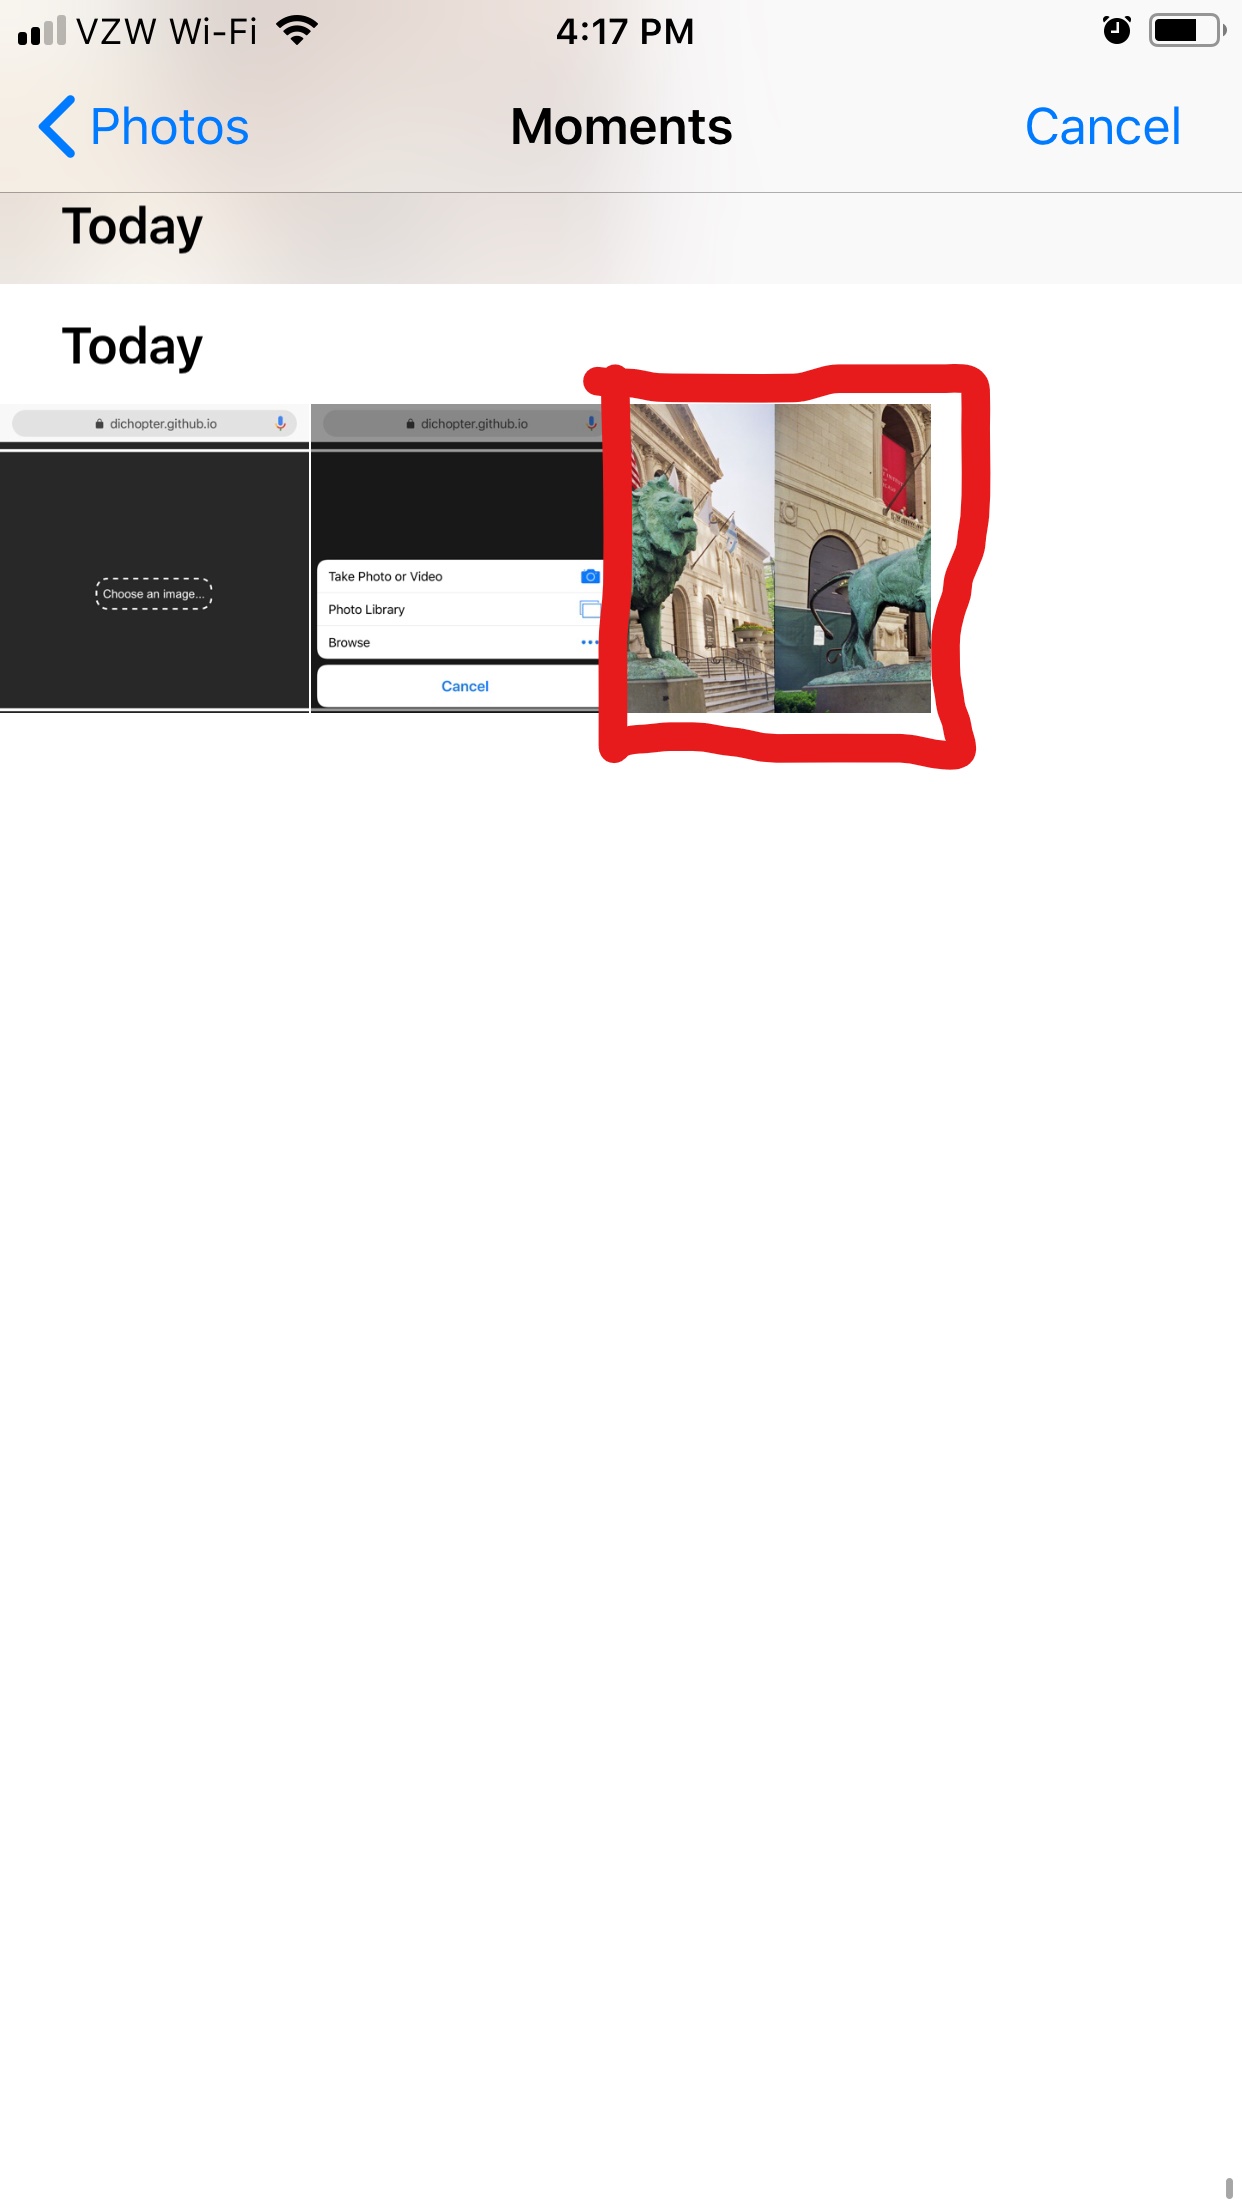 VZW Wi-Fi 4:17 PM
Photos Moments Cancel
Today
Today
dichopter.github.io
Choose an image...
dichopter.github.io
Take Photo or Video
Photo Library
Browse
Cancel